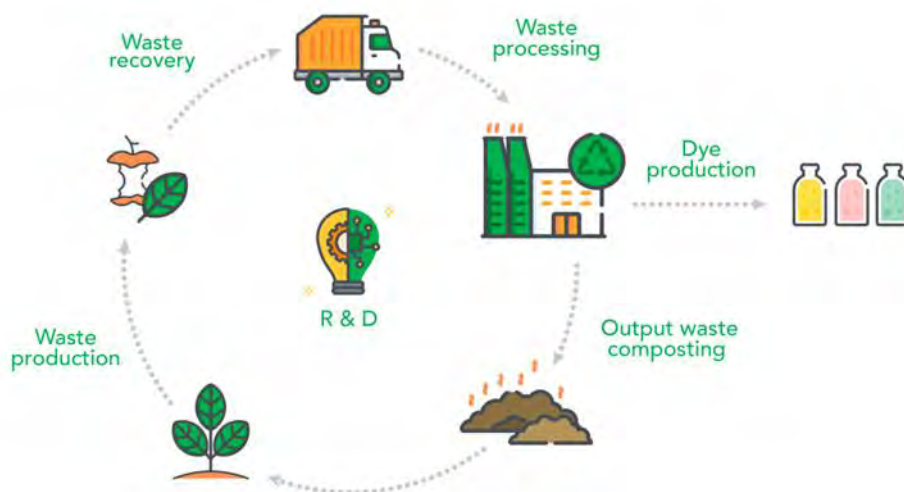 Waste
recovery
Waste
processing
Dye
production
R & D
Output waste
composting
Waste
production